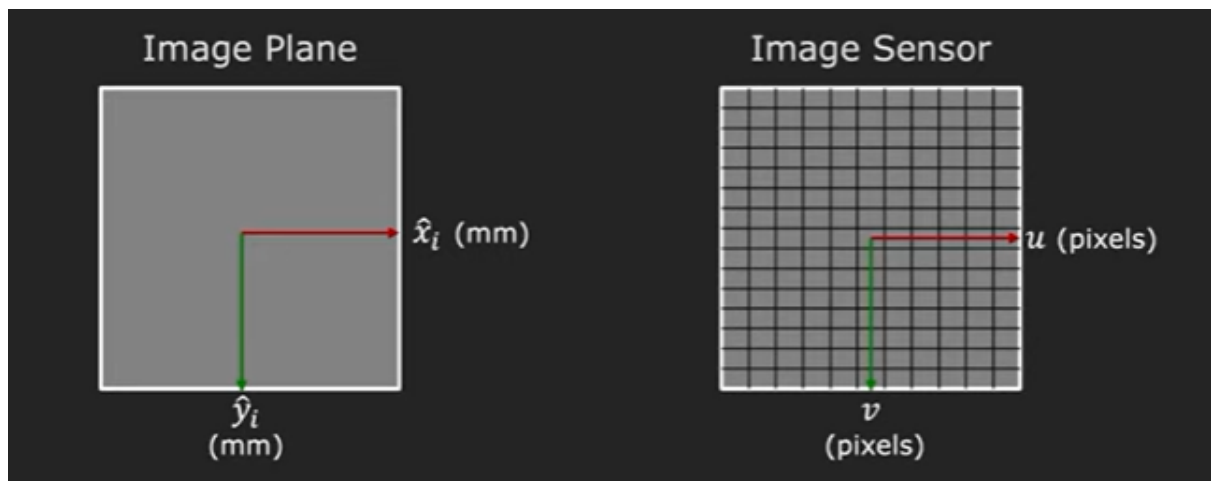 Image Plane
Image Sensor
x̂ᵢ (mm)
u (pixels)
ŷᵢ
(mm)
v
(pixels)